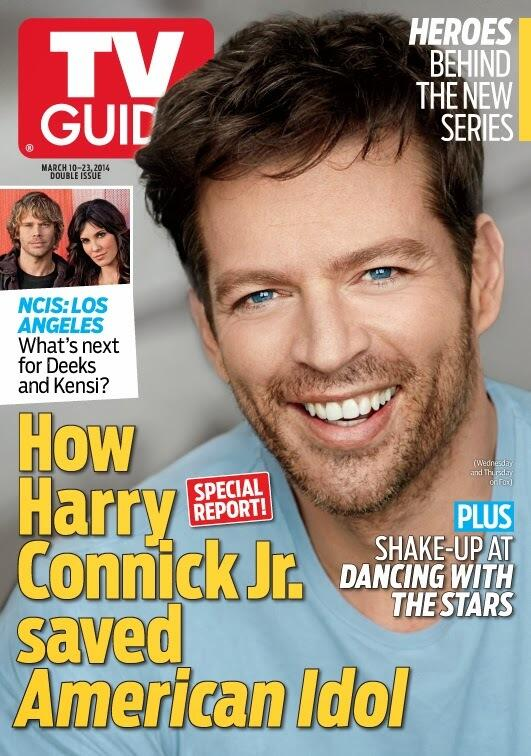 TV
GUID
®
MARCH 10–23, 2014
DOUBLE ISSUE
HEROES
BEHIND
THE NEW
SERIES
NCIS: LOS
ANGELES
What's next
for Deeks
and Kensi?
How
Harry
Connick Jr.
saved
American Idol
SPECIAL
REPORT!
(Wednesday
and Thursday
on Fox)
PLUS
SHAKE-UP AT
DANCING WITH
THE STARS